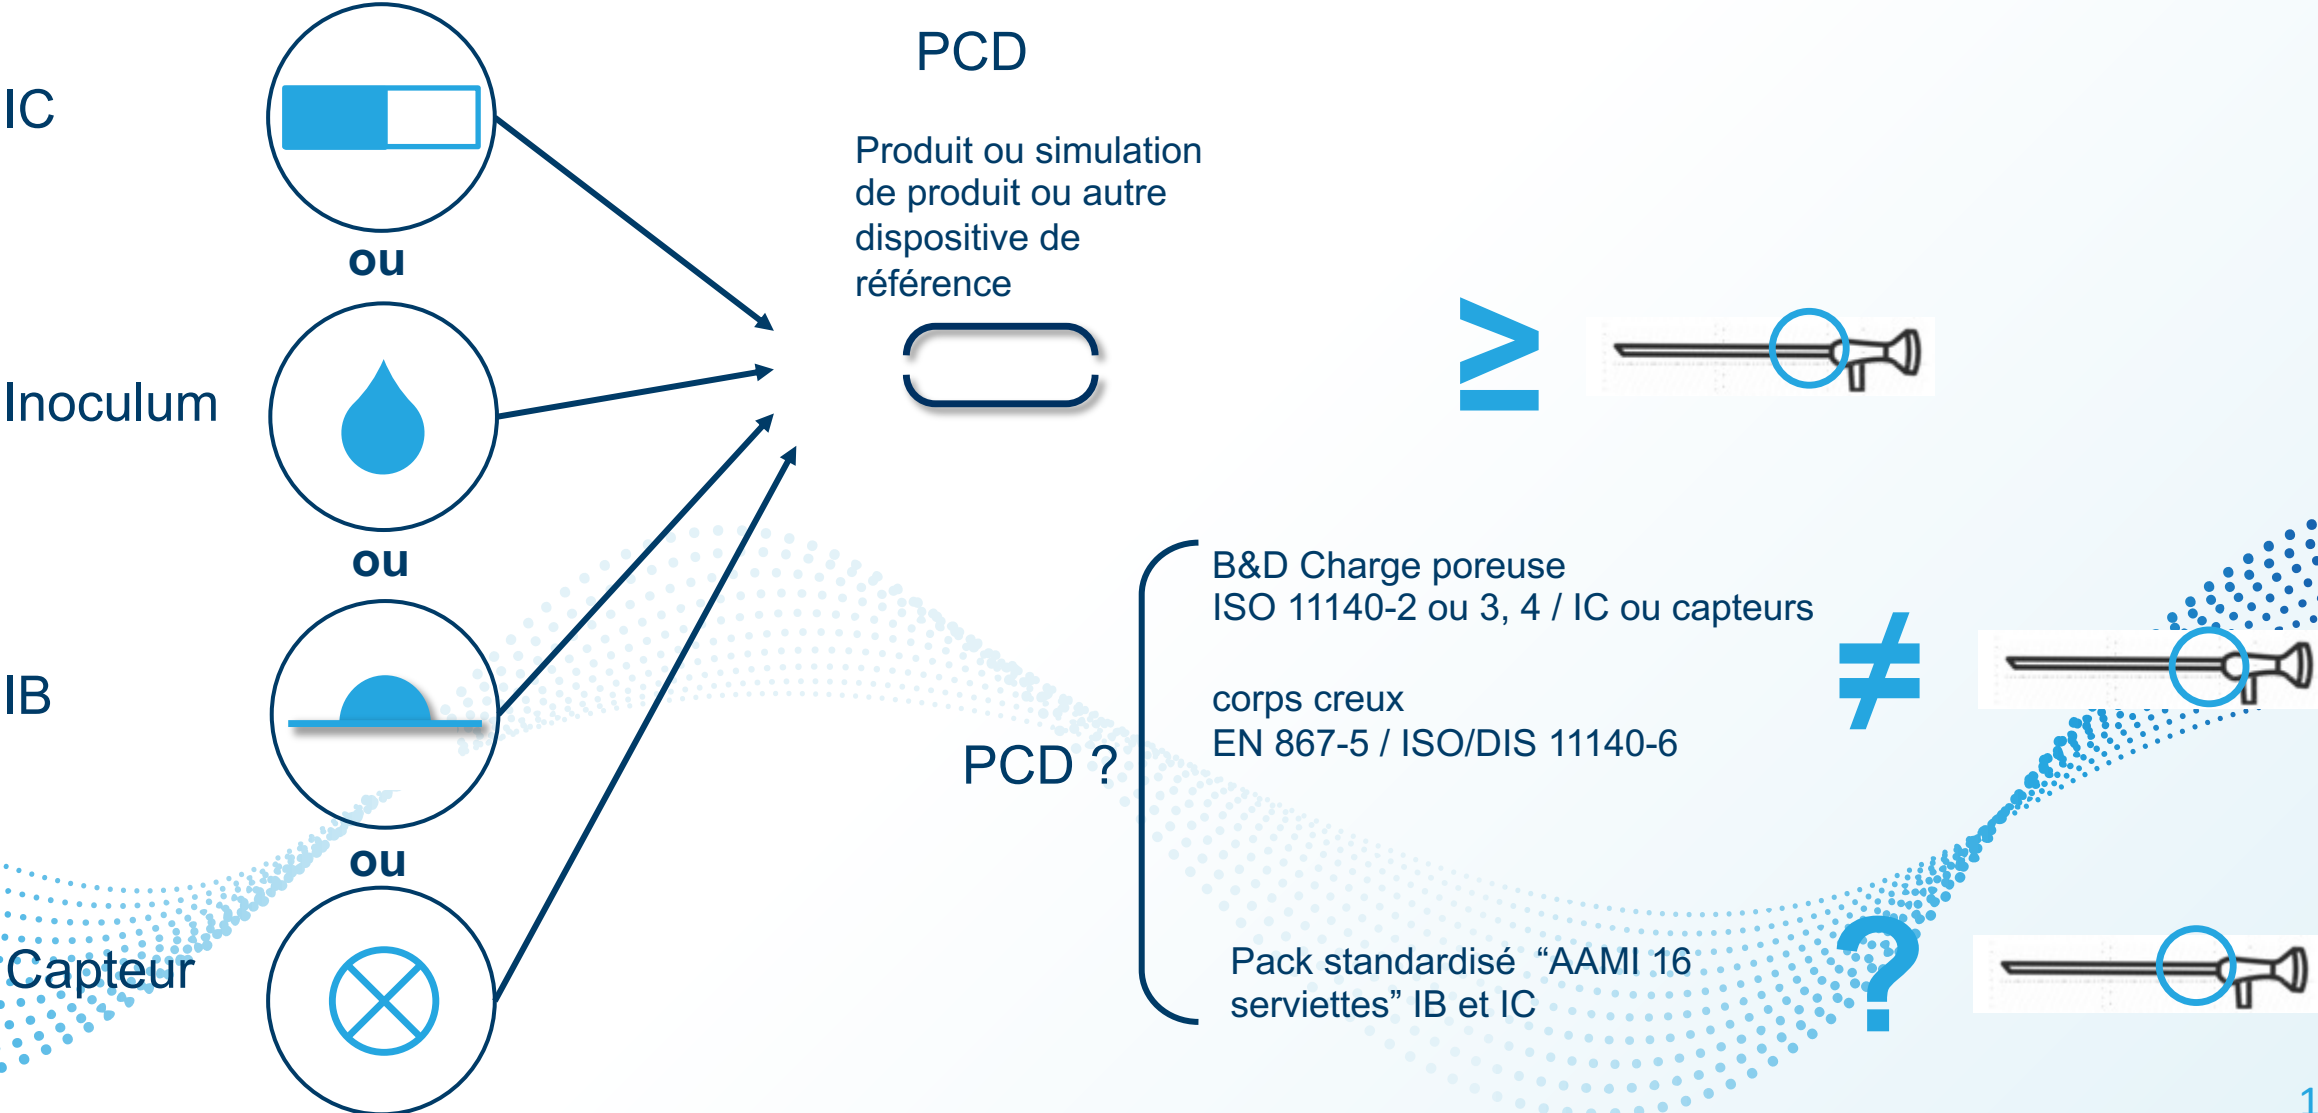 IC
ou
Inoculum
ou
IB
ou
Capteur
PCD
Produit ou simulation
de produit ou autre
dispositive de
référence
≥
PCD ?
B&D Charge poreuse
ISO 11140-2 ou 3, 4 / IC ou capteurs
corps creux
EN 867-5 / ISO/DIS 11140-6
≠
Pack standardisé “AAMI 16
serviettes” IB et IC
?
1